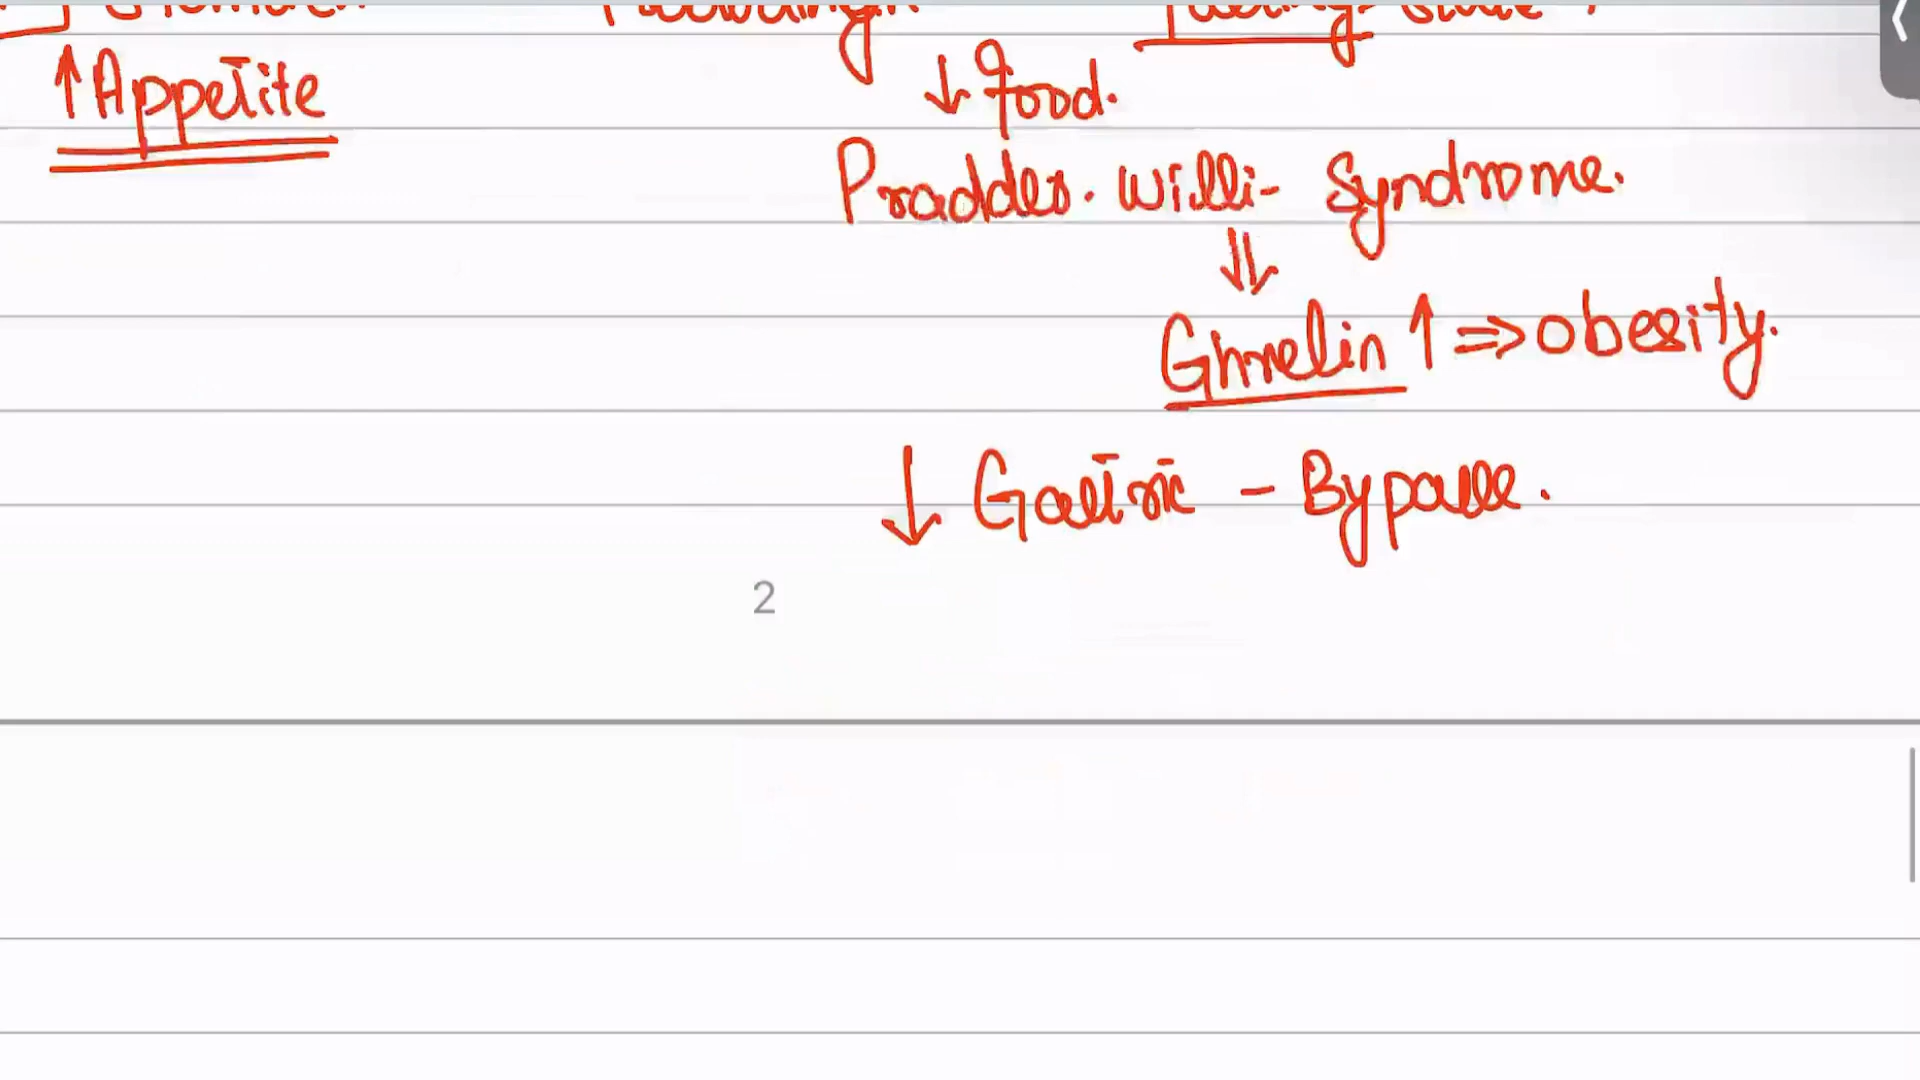 ↑ Appetite
↓ food.
Pradder. Willi- Syndrome.
⇓
Ghrelin ↑ ⇒ obesity.
↓ Gastric - Bypass.
2